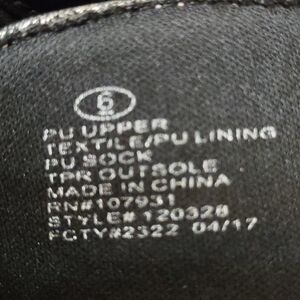 6
PU UPPER
TEXTILE/PU LINING
PU SOCK
TPR OUTSOLE
MADE IN CHINA
RN#107931
STYLE# 120328
FCTY#2322 04/17